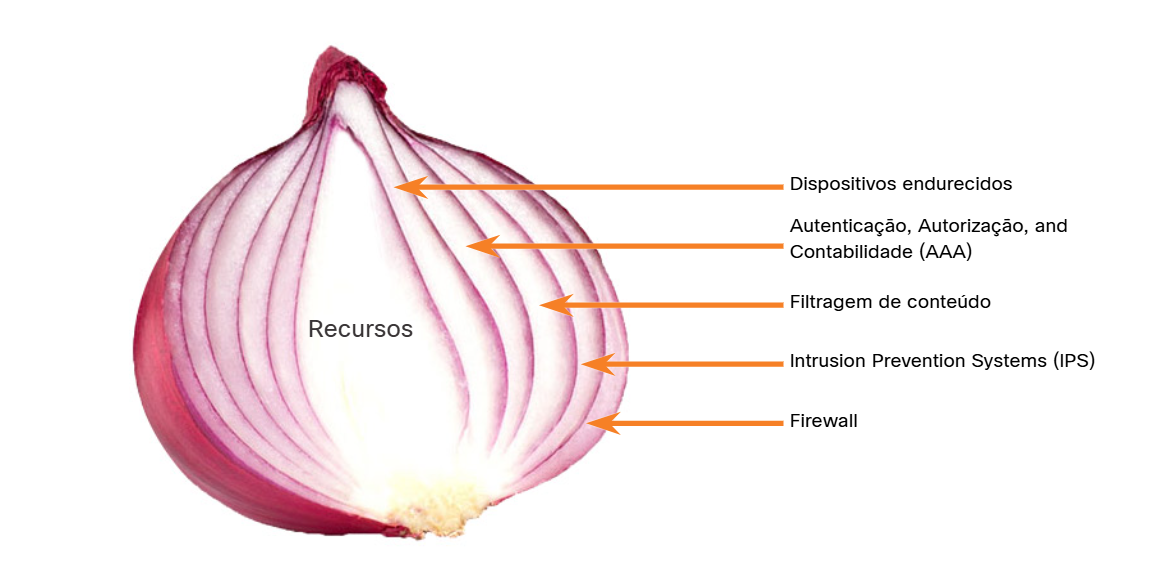 Dispositivos endurecidos
Autenticação, Autorização, and
Contabilidade (AAA)
Filtragem de conteúdo
Recursos
Intrusion Prevention Systems (IPS)
Firewall